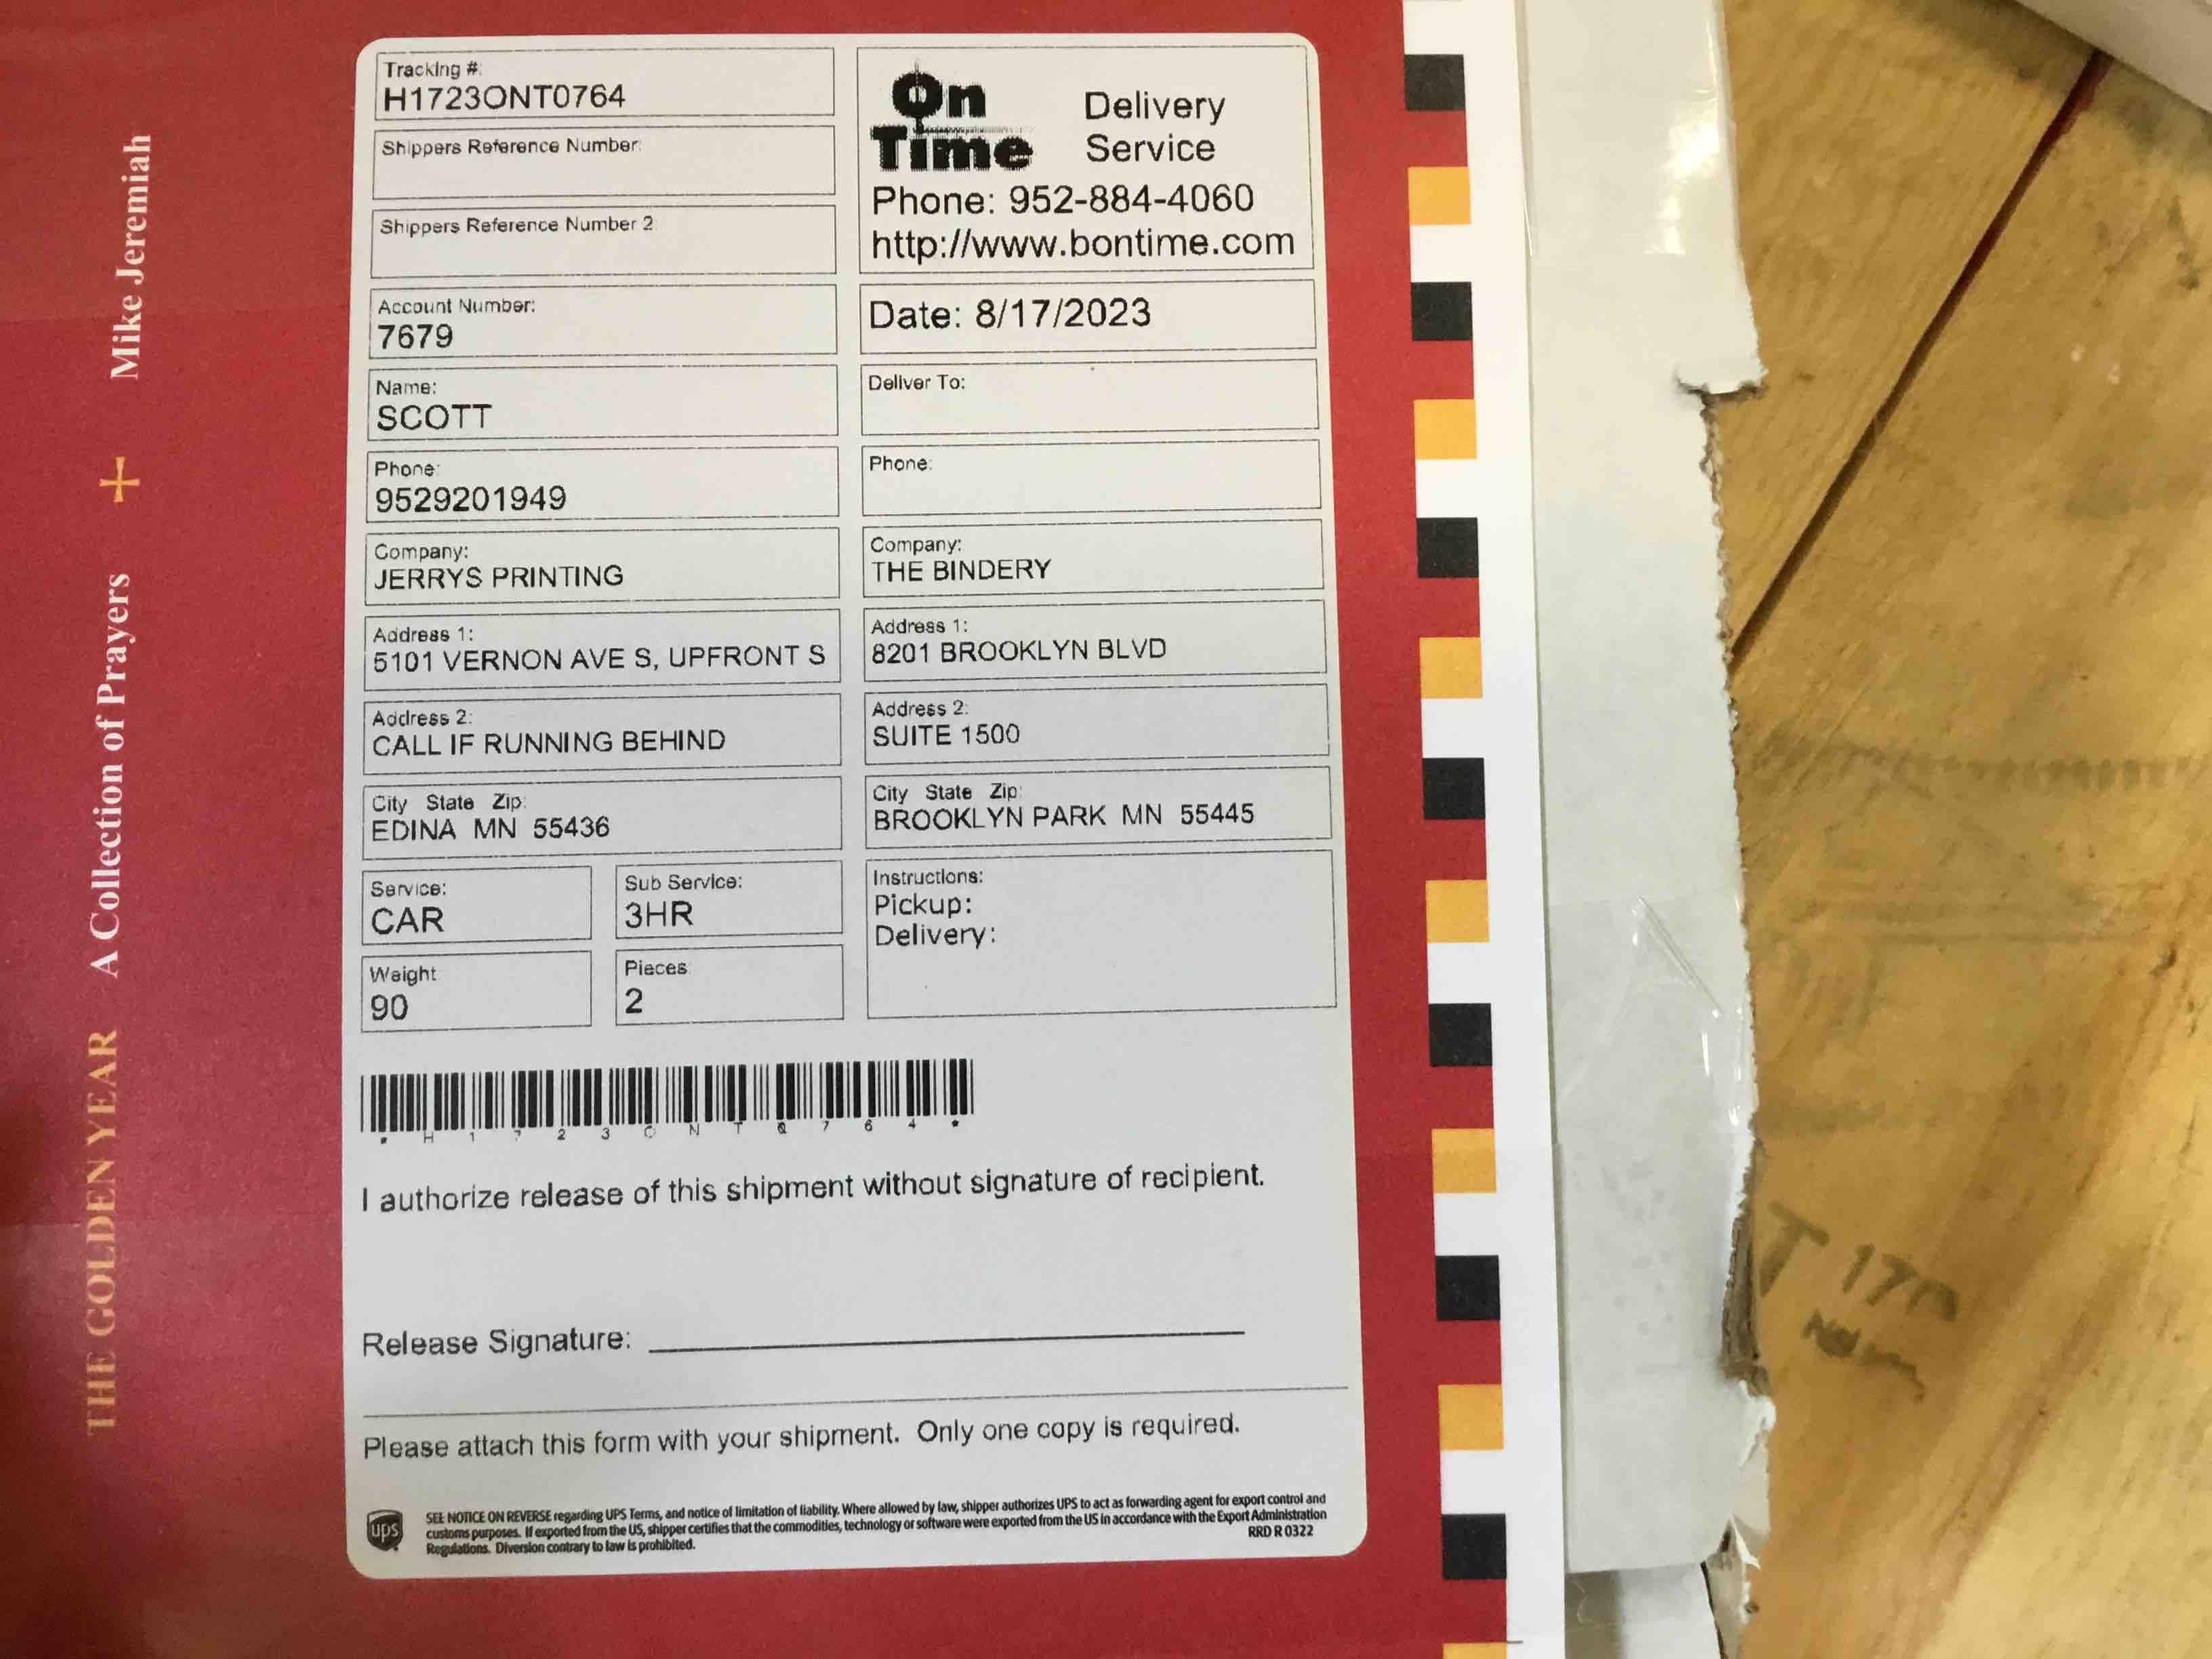 THE GOLDEN YEAR A Collection of Prayers + Mike Jeremiah
Tracking #:
H1723ONT0764
Shippers Reference Number:
Shippers Reference Number 2:
Account Number:
7679
Name:
SCOTT
Phone:
9529201949
Company:
JERRYS PRINTING
Address 1:
5101 VERNON AVE S, UPFRONT S
Address 2:
CALL IF RUNNING BEHIND
City State Zip:
EDINA MN 55436
Service:
CAR
Sub Service:
3HR
Weight
90
Pieces
2
On
Time
Delivery
Service
Phone: 952-884-4060
http://www.bontime.com
Date: 8/17/2023
Deliver To:
Phone:
Company:
THE BINDERY
Address 1:
8201 BROOKLYN BLVD
Address 2:
SUITE 1500
City State Zip:
BROOKLYN PARK MN 55445
Instructions:
Pickup:
Delivery:
* H 1 7 2 3 O N T 0 7 6 4 *
I authorize release of this shipment without signature of recipient.
Release Signature:
Please attach this form with your shipment. Only one copy is required.
ups
SEE NOTICE ON REVERSE regarding UPS Terms, and notice of limitation of liability. Where allowed by law, shipper authorizes UPS to act as forwarding agent for export control and
customs purposes. If exported from the US, shipper certifies that the commodities, technology or software were exported from the US in accordance with the Export Administration
Regulations. Diversion contrary to law is prohibited.
RRD R 0322